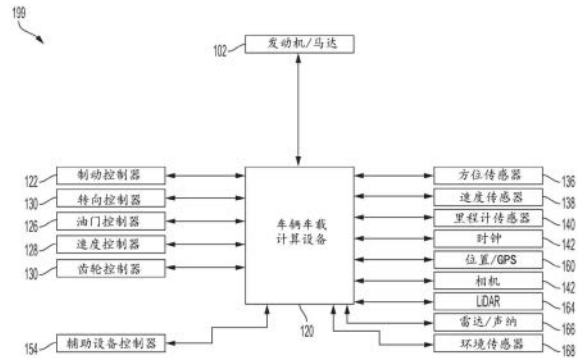 199
102 发动机/马达
122 制动控制器
130 转向控制器
126 油门控制器
128 速度控制器
130 齿轮控制器
154 辅助设备控制器
车辆车载
计算设备
120
方位传感器 136
速度传感器 138
里程计传感器 140
时钟 142
位置/GPS 160
相机 142
LiDAR 164
雷达/声纳 166
环境传感器 168